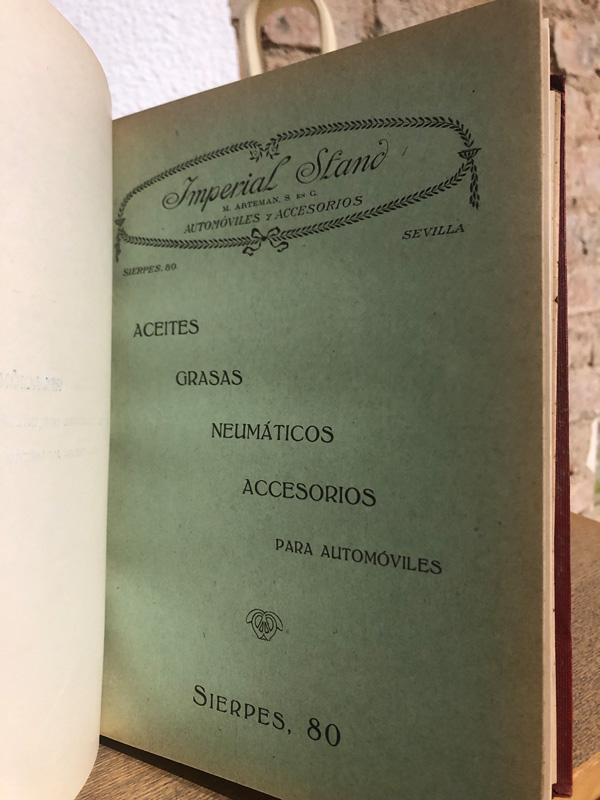 Imperial Stand
M. ARTEMAN, S. EN C.
AUTOMÓVILES Y ACCESORIOS
SIERPES, 80
SEVILLA
ACEITES
GRASAS
NEUMÁTICOS
ACCESORIOS
PARA AUTOMÓVILES
SIERPES, 80